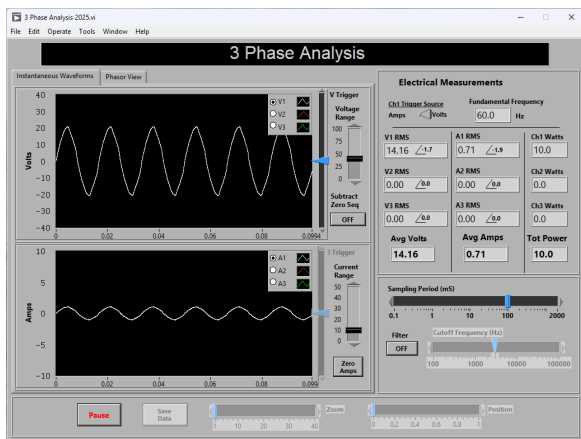 3 Phase Analysis 2025.vi
File Edit Operate Tools Window Help
3 Phase Analysis
Instantaneous Waveforms Phasor View
40
30
20
10
0
-10
-20
-30
-40
Volts
0 0.02 0.04 0.06 0.0994
V1
V2
V3
V Trigger
Voltage
Range
100
75
50
25
0
Subtract
Zero Seq
OFF
10
5
0
-5
-10
Amps
0 0.02 0.04 0.06 0.08 0.099
A1
A2
A3
I Trigger
Current
Range
50
40
30
20
10
0
Zero
Amps
Electrical Measurements
Ch1 Trigger Source
Amps Volts
Fundamental Frequency
60.0 Hz
V1 RMS A1 RMS Ch1 Watts
14.16 -1.7 0.71 -1.9 10.0
V2 RMS A2 RMS Ch2 Watts
0.00 0.0 0.00 0.0 0.0
V3 RMS A3 RMS Ch3 Watts
0.00 0.0 0.00 0.0 0.0
Avg Volts Avg Amps Tot Power
14.16 0.71 10.0
Sampling Period (mS)
0.1 1 10 100 2000
Filter
OFF
Cutoff Frequency (Hz)
100 1000 10000 100000
Pause
Save
Data
Zoom
1 10 20 30 40
Position
0 0.2 0.4 0.6 0.8 1